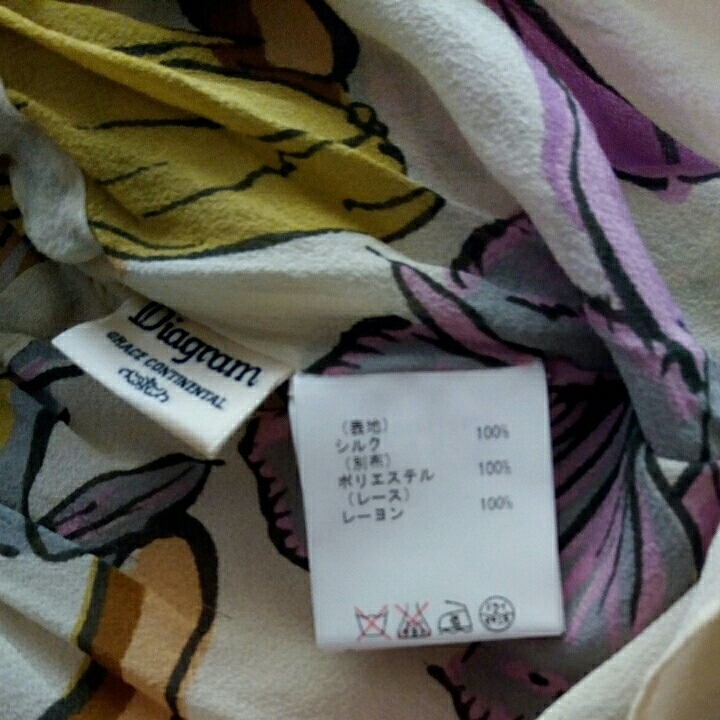 Diagram
GRACE CONTINENTAL
(表地)
シルク 100%
(別布)
ポリエステル 100%
(レース)
レーヨン 100%